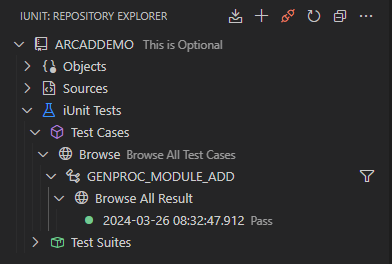 IUNIT: REPOSITORY EXPLORER
ARCADDEMO This is Optional
Objects
Sources
iUnit Tests
Test Cases
Browse Browse All Test Cases
GENPROC_MODULE_ADD
Browse All Result
2024-03-26 08:32:47.912 Pass
Test Suites